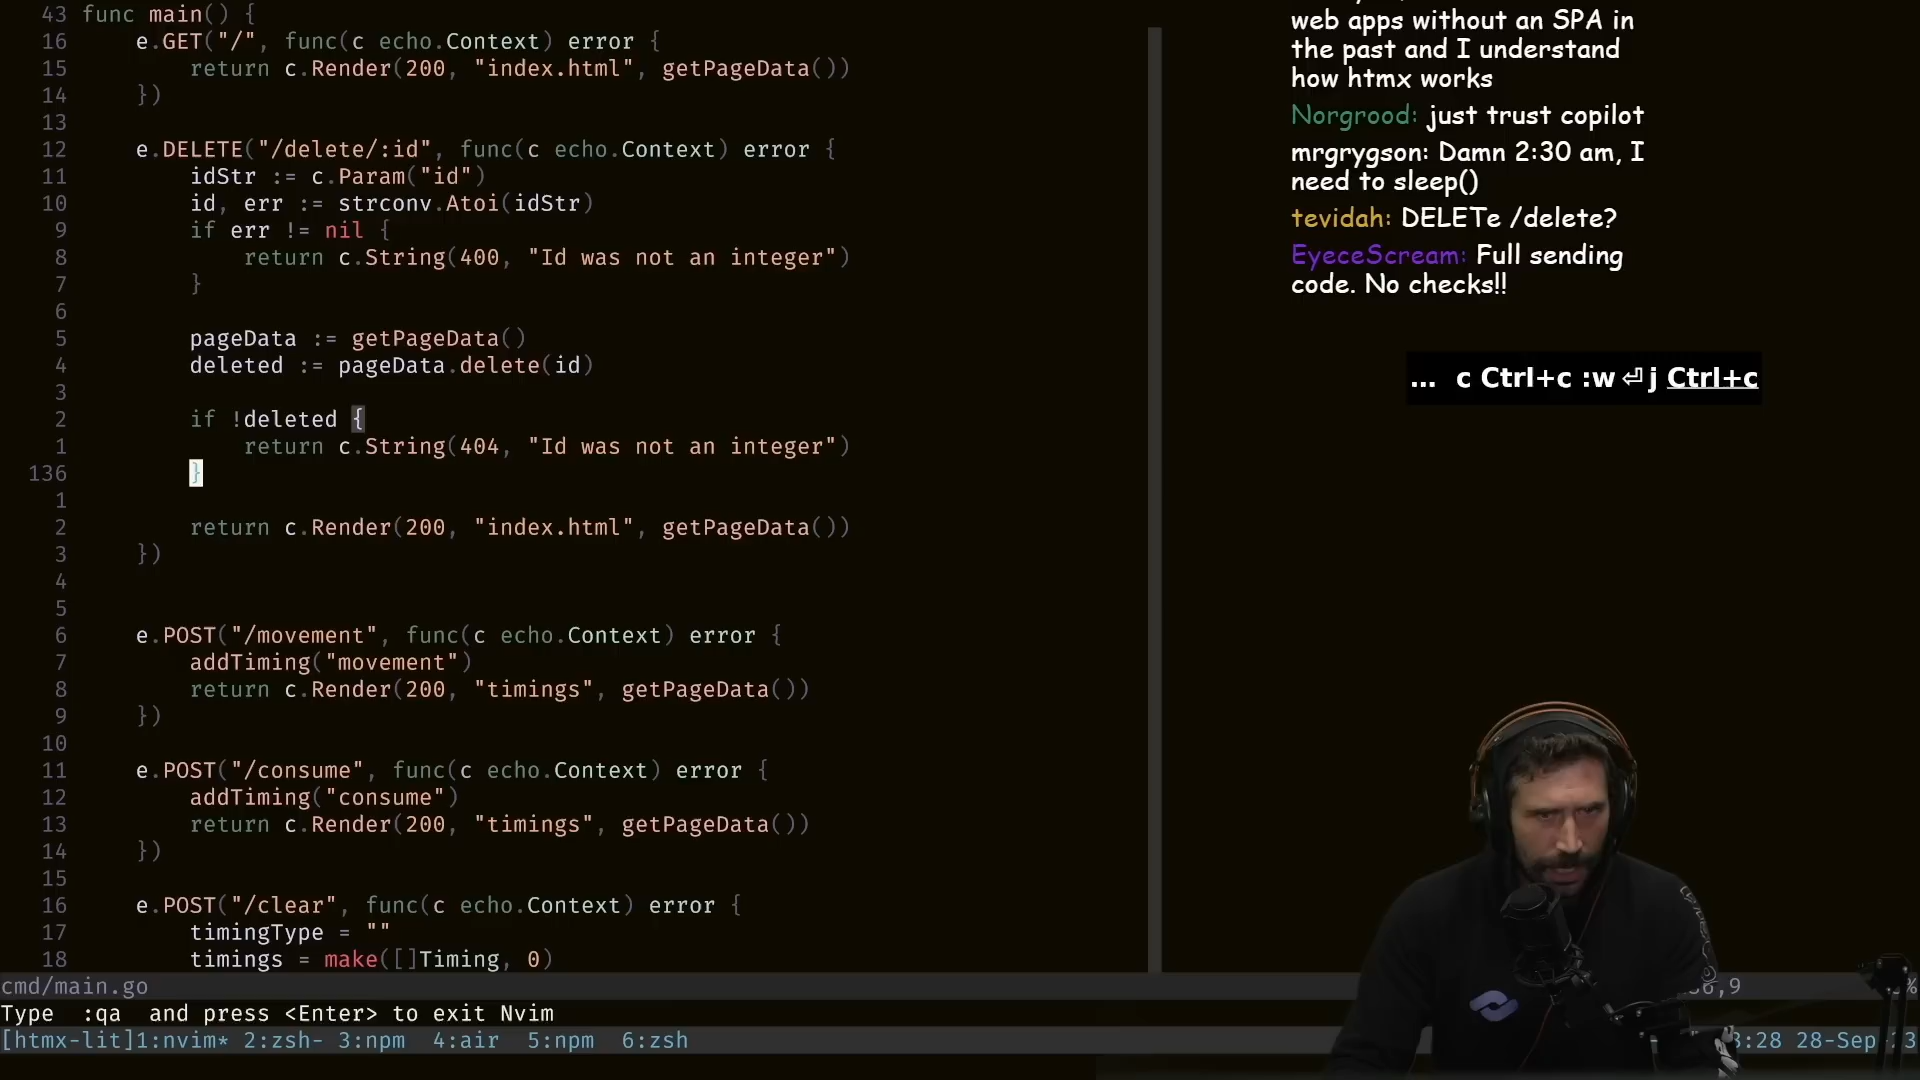 43 func main() {
16 e.GET("/", func(c echo.Context) error {
15 return c.Render(200, "index.html", getPageData())
14 })
13
12 e.DELETE("/delete/:id", func(c echo.Context) error {
11 idStr := c.Param("id")
10 id, err := strconv.Atoi(idStr)
9 if err != nil {
8 return c.String(400, "Id was not an integer")
7 }
6
5 pageData := getPageData()
4 deleted := pageData.delete(id)
3
2 if !deleted {
1 return c.String(404, "Id was not an integer")
136 }
1
2 return c.Render(200, "index.html", getPageData())
3 })
4
5
6 e.POST("/movement", func(c echo.Context) error {
7 addTiming("movement")
8 return c.Render(200, "timings", getPageData())
9 })
10
11 e.POST("/consume", func(c echo.Context) error {
12 addTiming("consume")
13 return c.Render(200, "timings", getPageData())
14 })
15
16 e.POST("/clear", func(c echo.Context) error {
17 timingType = ""
18 timings = make([]Timing, 0)
cmd/main.go
Type :qa and press <Enter> to exit Nvim
[htmx-lit]1:nvim* 2:zsh- 3:npm 4:air 5:npm 6:zsh
:28 28-Sep
web apps without an SPA in
the past and I understand
how htmx works
Norgrood: just trust copilot
mrgrygson: Damn 2:30 am, I
need to sleep()
tevidah: DELETe /delete?
EyeceScream: Full sending
code. No checks!!
... c Ctrl+c :w⏎j Ctrl+c